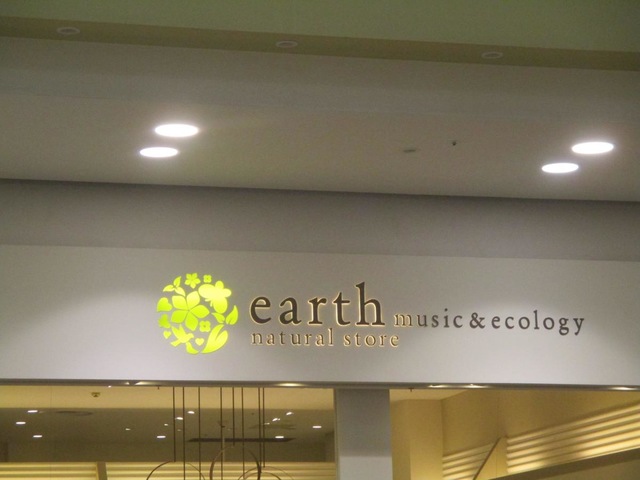 earth music & ecology
natural store